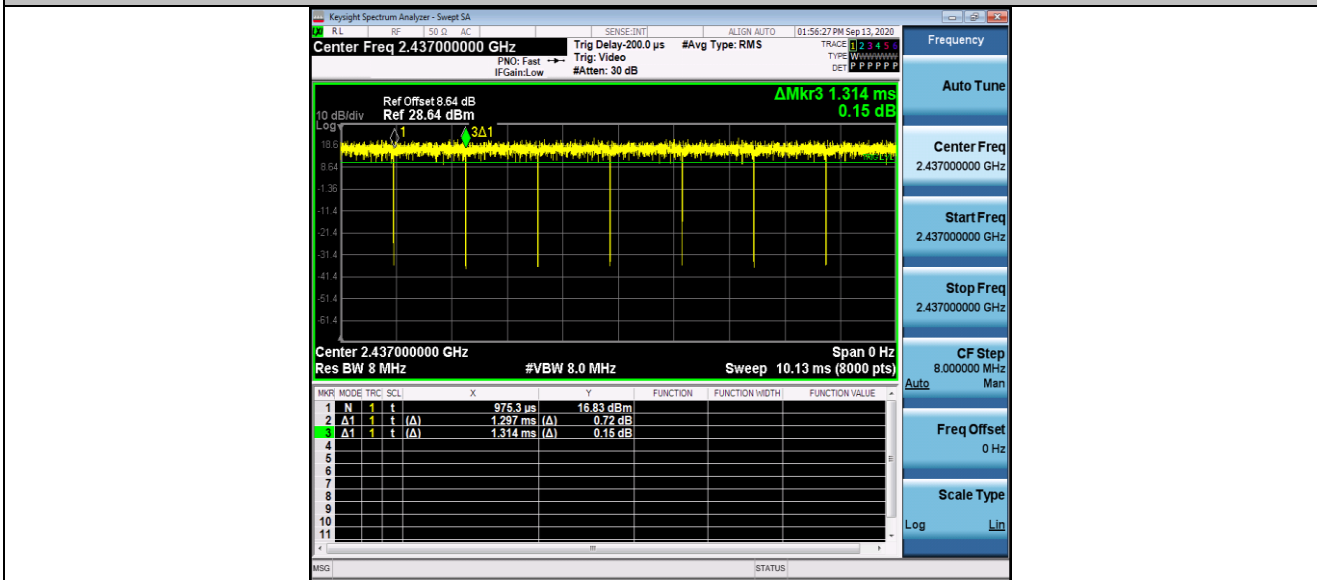 Keysight Spectrum Analyzer - Swept SA
RL RF 50 Ω AC SENSE:INT ALIGN AUTO 01:56:27 PM Sep 13, 2020
Center Freq 2.437000000 GHz
PNO: Fast
IFGain:Low
Trig Delay-200.0 µs
Trig: Video
#Atten: 30 dB
#Avg Type: RMS
TRACE 1 2 3 4 5 6
TYPE W
DET P P P P P P
Frequency
ΔMkr3 1.314 ms
0.15 dB
Ref Offset 8.64 dB
10 dB/div Ref 28.64 dBm
Log
1
3Δ1
18.6
8.64
-1.36
-11.4
-21.4
-31.4
-41.4
-51.4
-61.4
Center 2.437000000 GHz Span 0 Hz
Res BW 8 MHz #VBW 8.0 MHz Sweep 10.13 ms (8000 pts)
MKR MODE TRC SCL X Y FUNCTION FUNCTION WIDTH FUNCTION VALUE
1 N 1 t 975.3 µs 16.83 dBm
2 Δ1 1 t (Δ) 1.297 ms (Δ) 0.72 dB
3 Δ1 1 t (Δ) 1.314 ms (Δ) 0.15 dB
4
5
6
7
8
9
10
11
MSG STATUS
Auto Tune
Center Freq
2.437000000 GHz
Start Freq
2.437000000 GHz
Stop Freq
2.437000000 GHz
CF Step
8.000000 MHz
Auto Man
Freq Offset
0 Hz
Scale Type
Log Lin